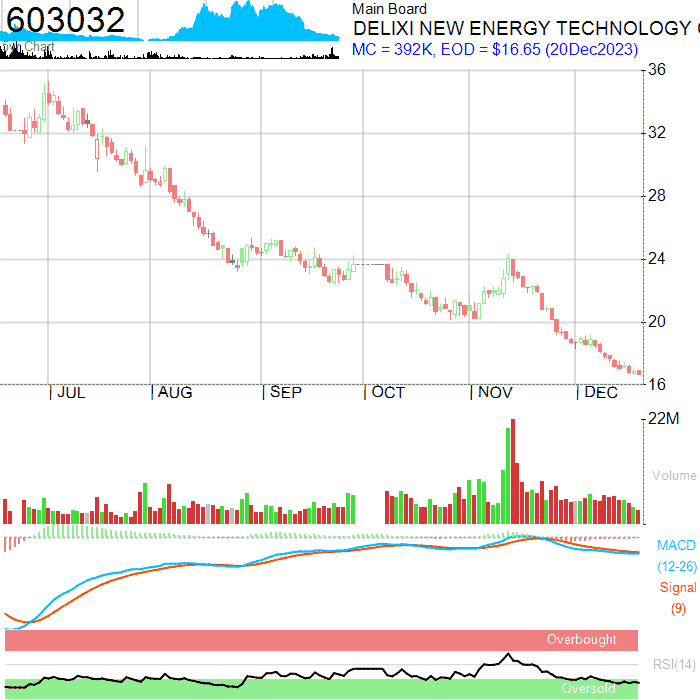 603032
Main Board
DELIXI NEW ENERGY TECHNOLOGY
MC = 392K, EOD = $16.65 (20Dec2023)
Chart
36
32
28
24
20
16
JUL
AUG
SEP
OCT
NOV
DEC
22M
Volume
MACD
(12-26)
Signal
(9)
Overbought
RSI(14)
Oversold